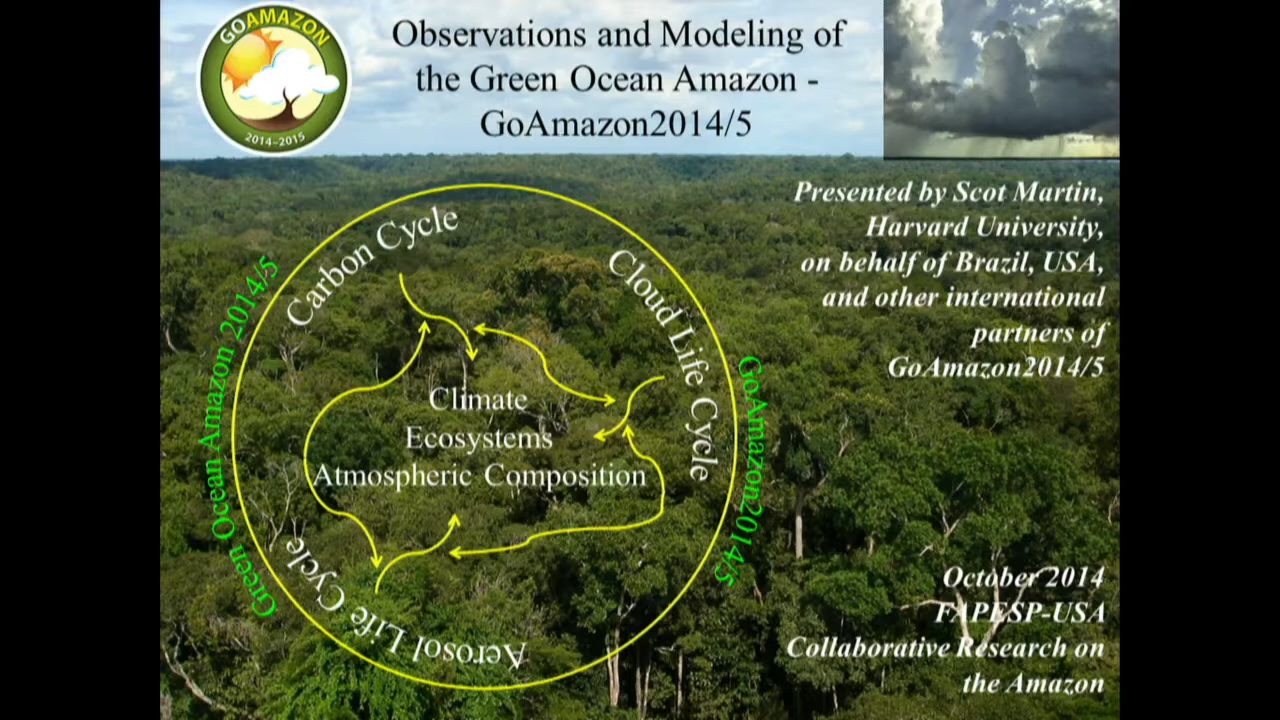 GOAMAZON
2014–2015
Observations and Modeling of
the Green Ocean Amazon -
GoAmazon2014/5
Presented by Scot Martin,
Harvard University,
on behalf of Brazil, USA,
and other international
partners of
GoAmazon2014/5
Carbon Cycle
Cloud Life Cycle
Aerosol Life Cycle
Green Ocean Amazon 2014/5
GoAmazon2014/5
Climate
Ecosystems
Atmospheric Composition
October 2014
FAPESP-USA
Collaborative Research on
the Amazon